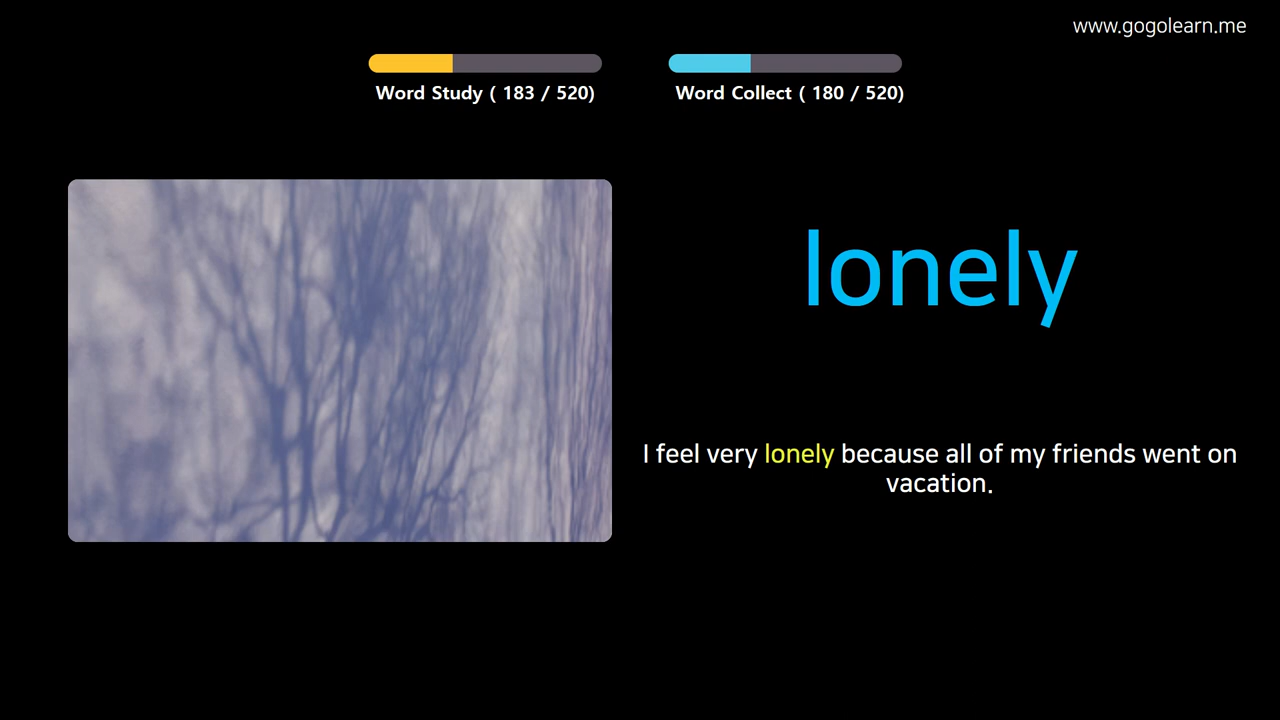 www.gogolearn.me
Word Study ( 183 / 520)
Word Collect ( 180 / 520)
lonely
I feel very lonely because all of my friends went on
vacation.